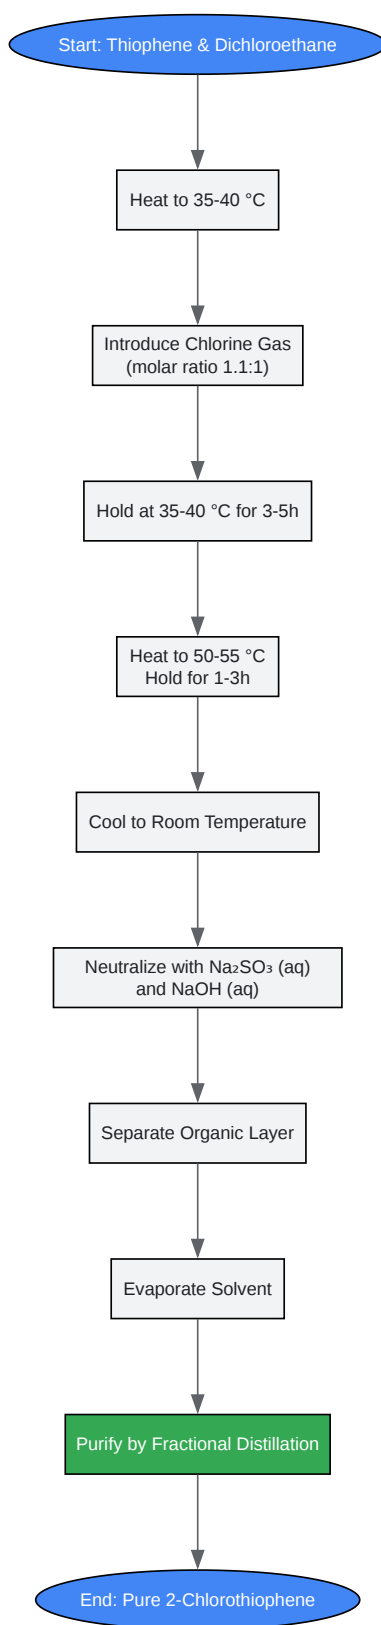 Start: Thiophene & Dichloroethane
Heat to 35-40 °C
Introduce Chlorine Gas
(molar ratio 1.1:1)
Hold at 35-40 °C for 3-5h
Heat to 50-55 °C
Hold for 1-3h
Cool to Room Temperature
Neutralize with Na₂SO₃ (aq)
and NaOH (aq)
Separate Organic Layer
Evaporate Solvent
Purify by Fractional Distillation
End: Pure 2-Chlorothiophene